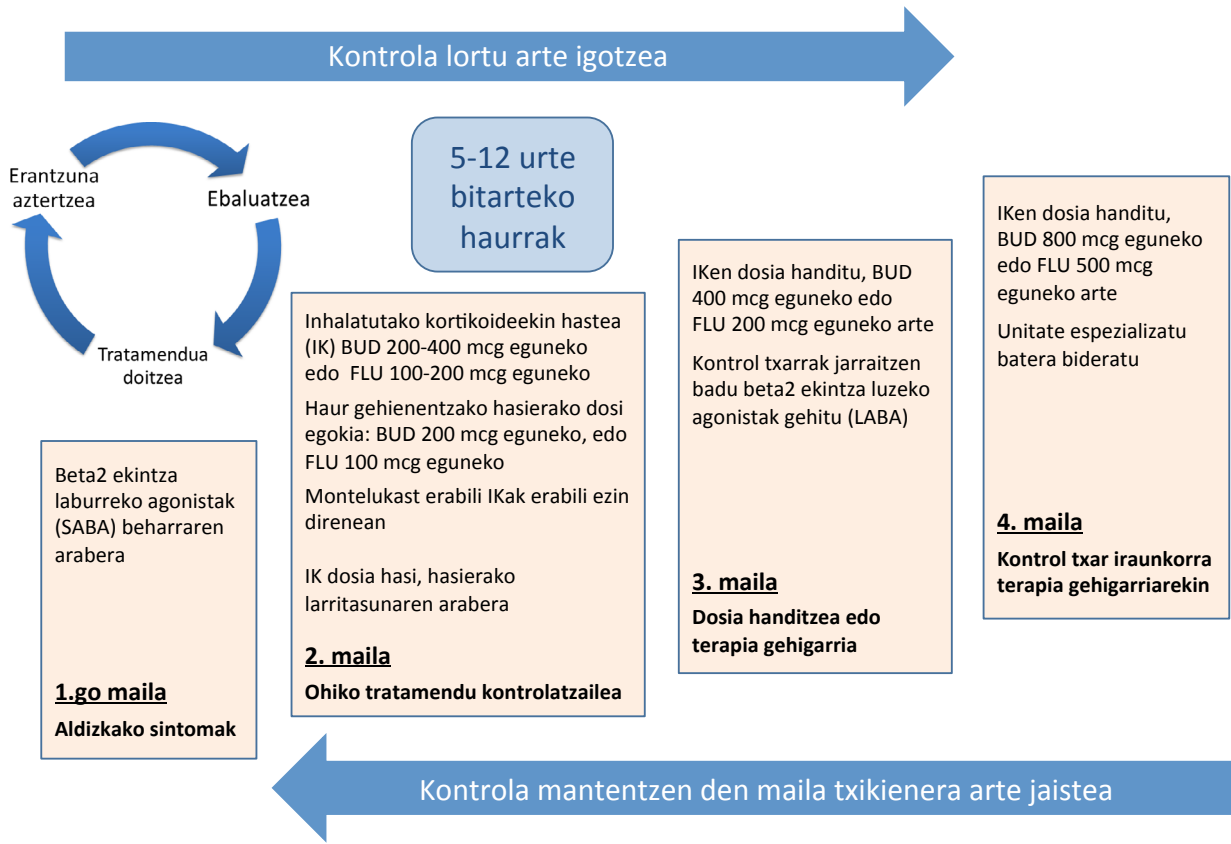 Kontrola lortu arte igotzea
Erantzuna
aztertzea
Ebaluatzea
Tratamendua
doitzea
5-12 urte
bitarteko
haurrak
Beta2 ekintza
laburreko agonistak
(SABA) beharraren
arabera
1.go maila
Aldizkako sintomak
Inhalatutako kortikoideekin hastea
(IK) BUD 200-400 mcg eguneko
edo FLU 100-200 mcg eguneko
Haur gehienentzako hasierako dosi
egokia: BUD 200 mcg eguneko, edo
FLU 100 mcg eguneko
Montelukast erabili IKak erabili ezin
direnean
IK dosia hasi, hasierako
larritasunaren arabera
2. maila
Ohiko tratamendu kontrolatzailea
IKen dosia handitu, BUD
400 mcg eguneko edo
FLU 200 mcg eguneko arte
Kontrol txarrak jarraitzen
badu beta2 ekintza luzeko
agonistak gehitu (LABA)
3. maila
Dosia handitzea edo
terapia gehigarria
IKen dosia handitu,
BUD 800 mcg eguneko
edo FLU 500 mcg
eguneko arte
Unitate espezializatu
batera bideratu
4. maila
Kontrol txar iraunkorra
terapia gehigarriarekin
Kontrola mantentzen den maila txikienera arte jaistea